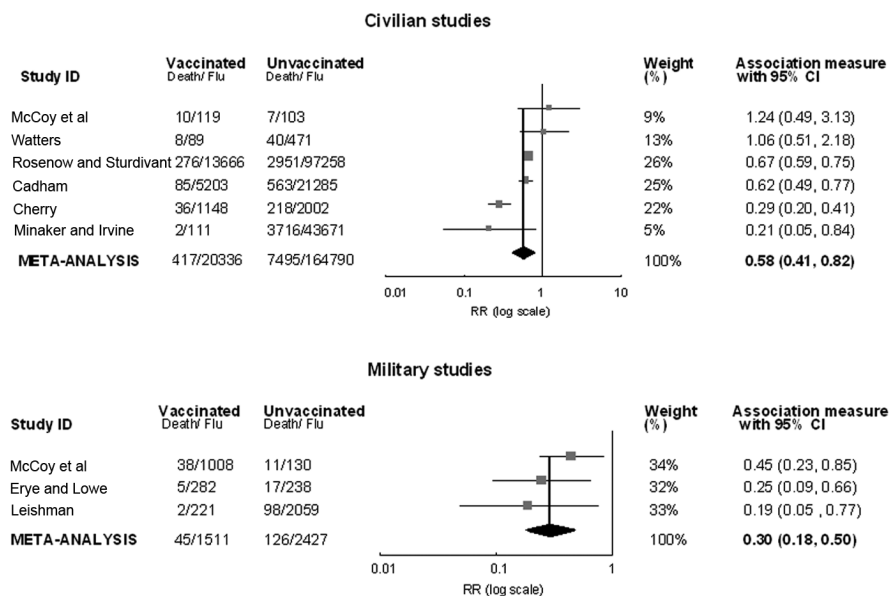 Civilian studies
Study ID Vaccinated Unvaccinated Weight Association measure
Death/ Flu Death/ Flu (%) with 95% CI
McCoy et al 10/119 7/103 9% 1.24 (0.49, 3.13)
Watters 8/89 40/471 13% 1.06 (0.51, 2.18)
Rosenow and Sturdivant 276/13666 2951/97258 26% 0.67 (0.59, 0.75)
Cadham 85/5203 563/21285 25% 0.62 (0.49, 0.77)
Cherry 36/1148 218/2002 22% 0.29 (0.20, 0.41)
Minaker and Irvine 2/111 3716/43671 5% 0.21 (0.05, 0.84)
META-ANALYSIS 417/20336 7495/164790 100% 0.58 (0.41, 0.82)
0.01 0.1 1 10
RR (log scale)
Military studies
Study ID Vaccinated Unvaccinated Weight Association measure
Death/ Flu Death/ Flu (%) with 95% CI
McCoy et al 38/1008 11/130 34% 0.45 (0.23, 0.85)
Erye and Lowe 5/282 17/238 32% 0.25 (0.09, 0.66)
Leishman 2/221 98/2059 33% 0.19 (0.05 , 0.77)
META-ANALYSIS 45/1511 126/2427 100% 0.30 (0.18, 0.50)
0.01 0.1 1
RR (log scale)